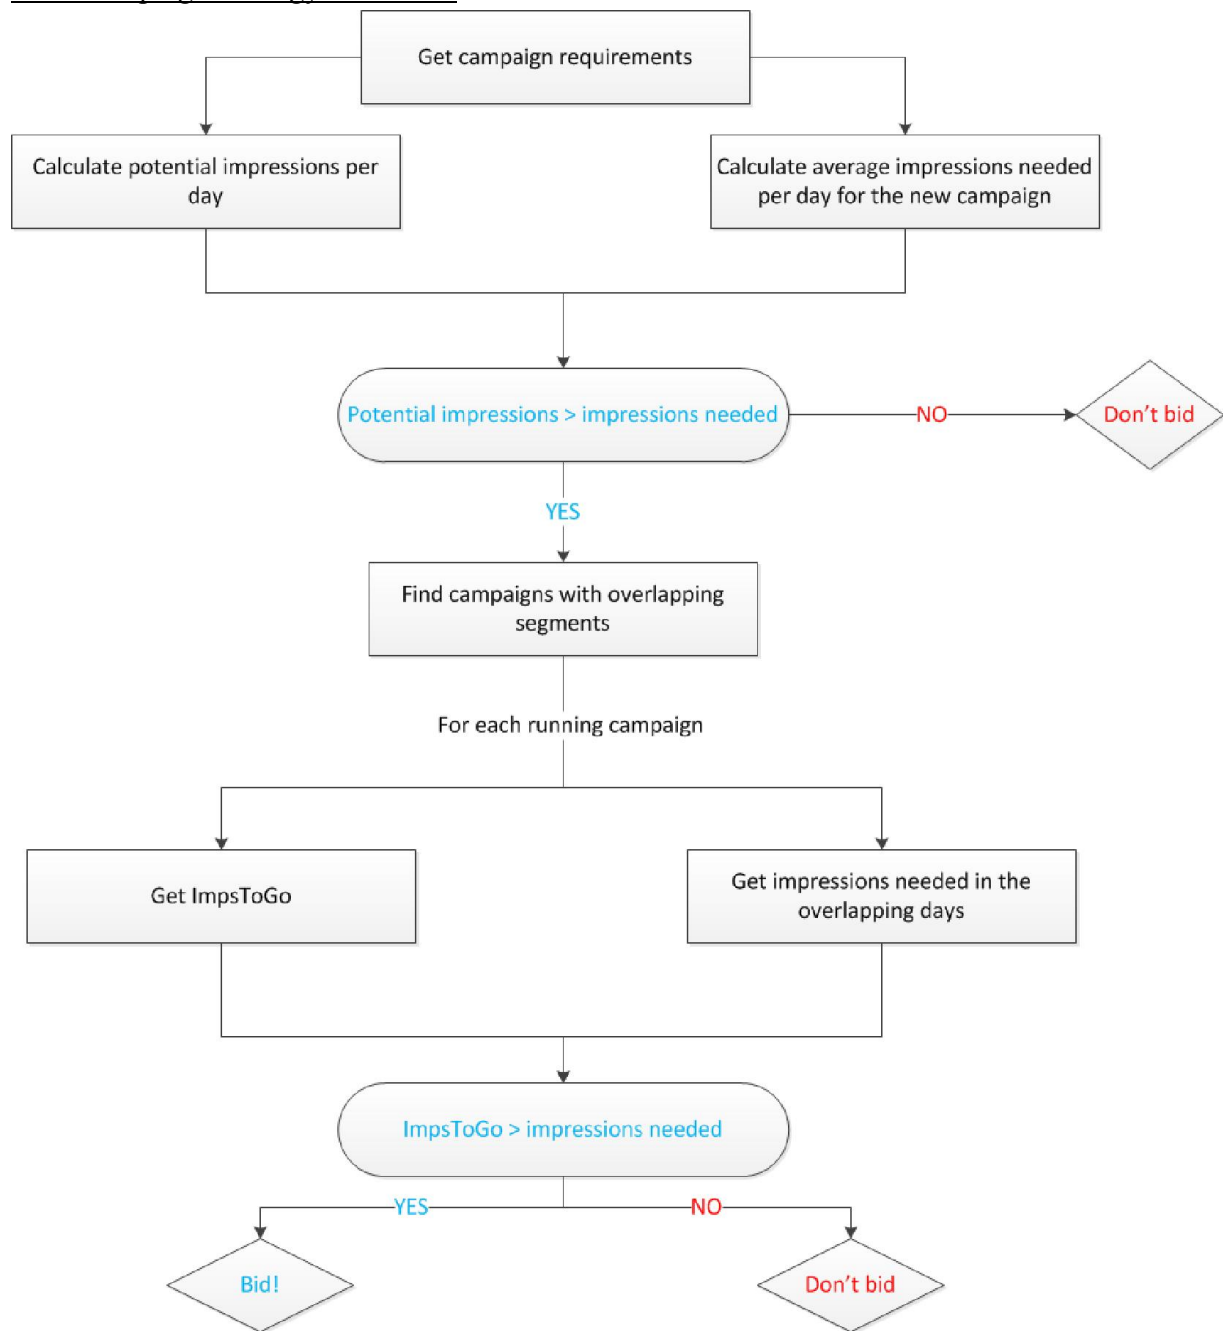 Get campaign requirements
Calculate potential impressions per
day
Calculate average impressions needed
per day for the new campaign
Potential impressions > impressions needed
NO
Don't bid
YES
Find campaigns with overlapping
segments
For each running campaign
Get ImpsToGo
Get impressions needed in the
overlapping days
ImpsToGo > impressions needed
YES
NO
Bid!
Don't bid